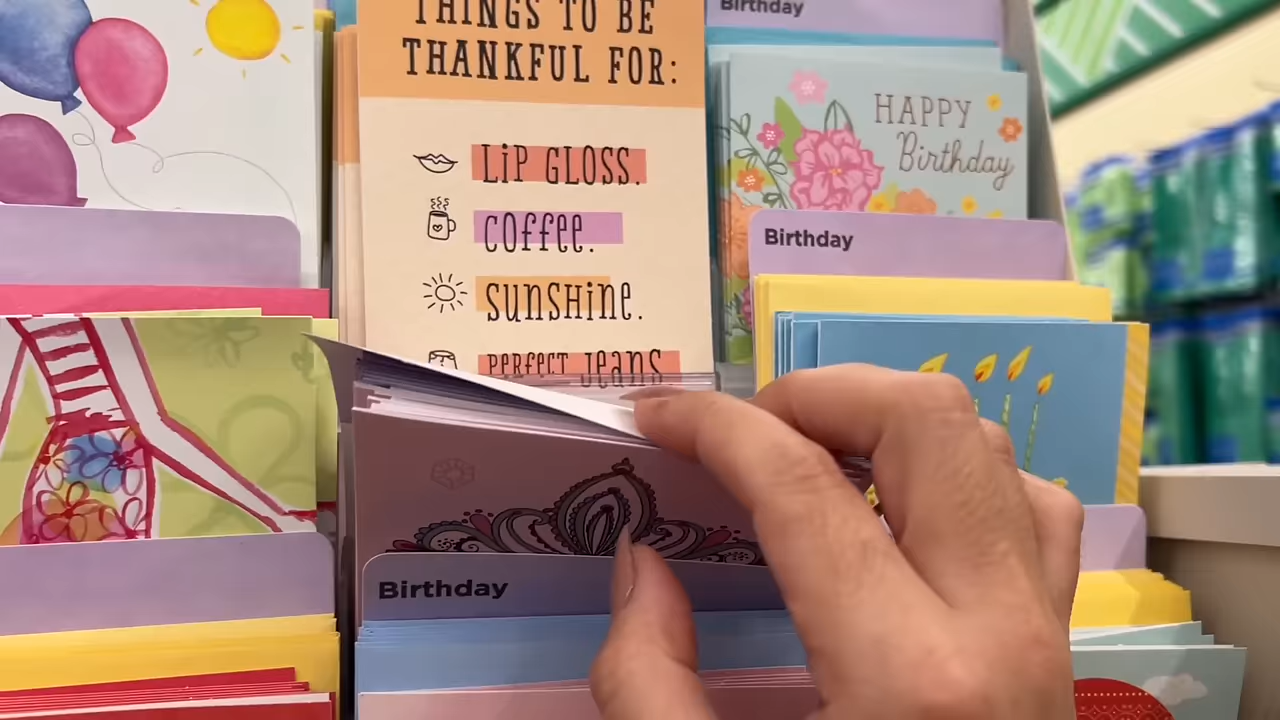 THINGS TO BE
THANKFUL FOR:
LIP GLOSS.
COFFEE.
SUNSHINE.
PERFECT JEANS
Birthday
HAPPY
Birthday
Birthday
Birthday